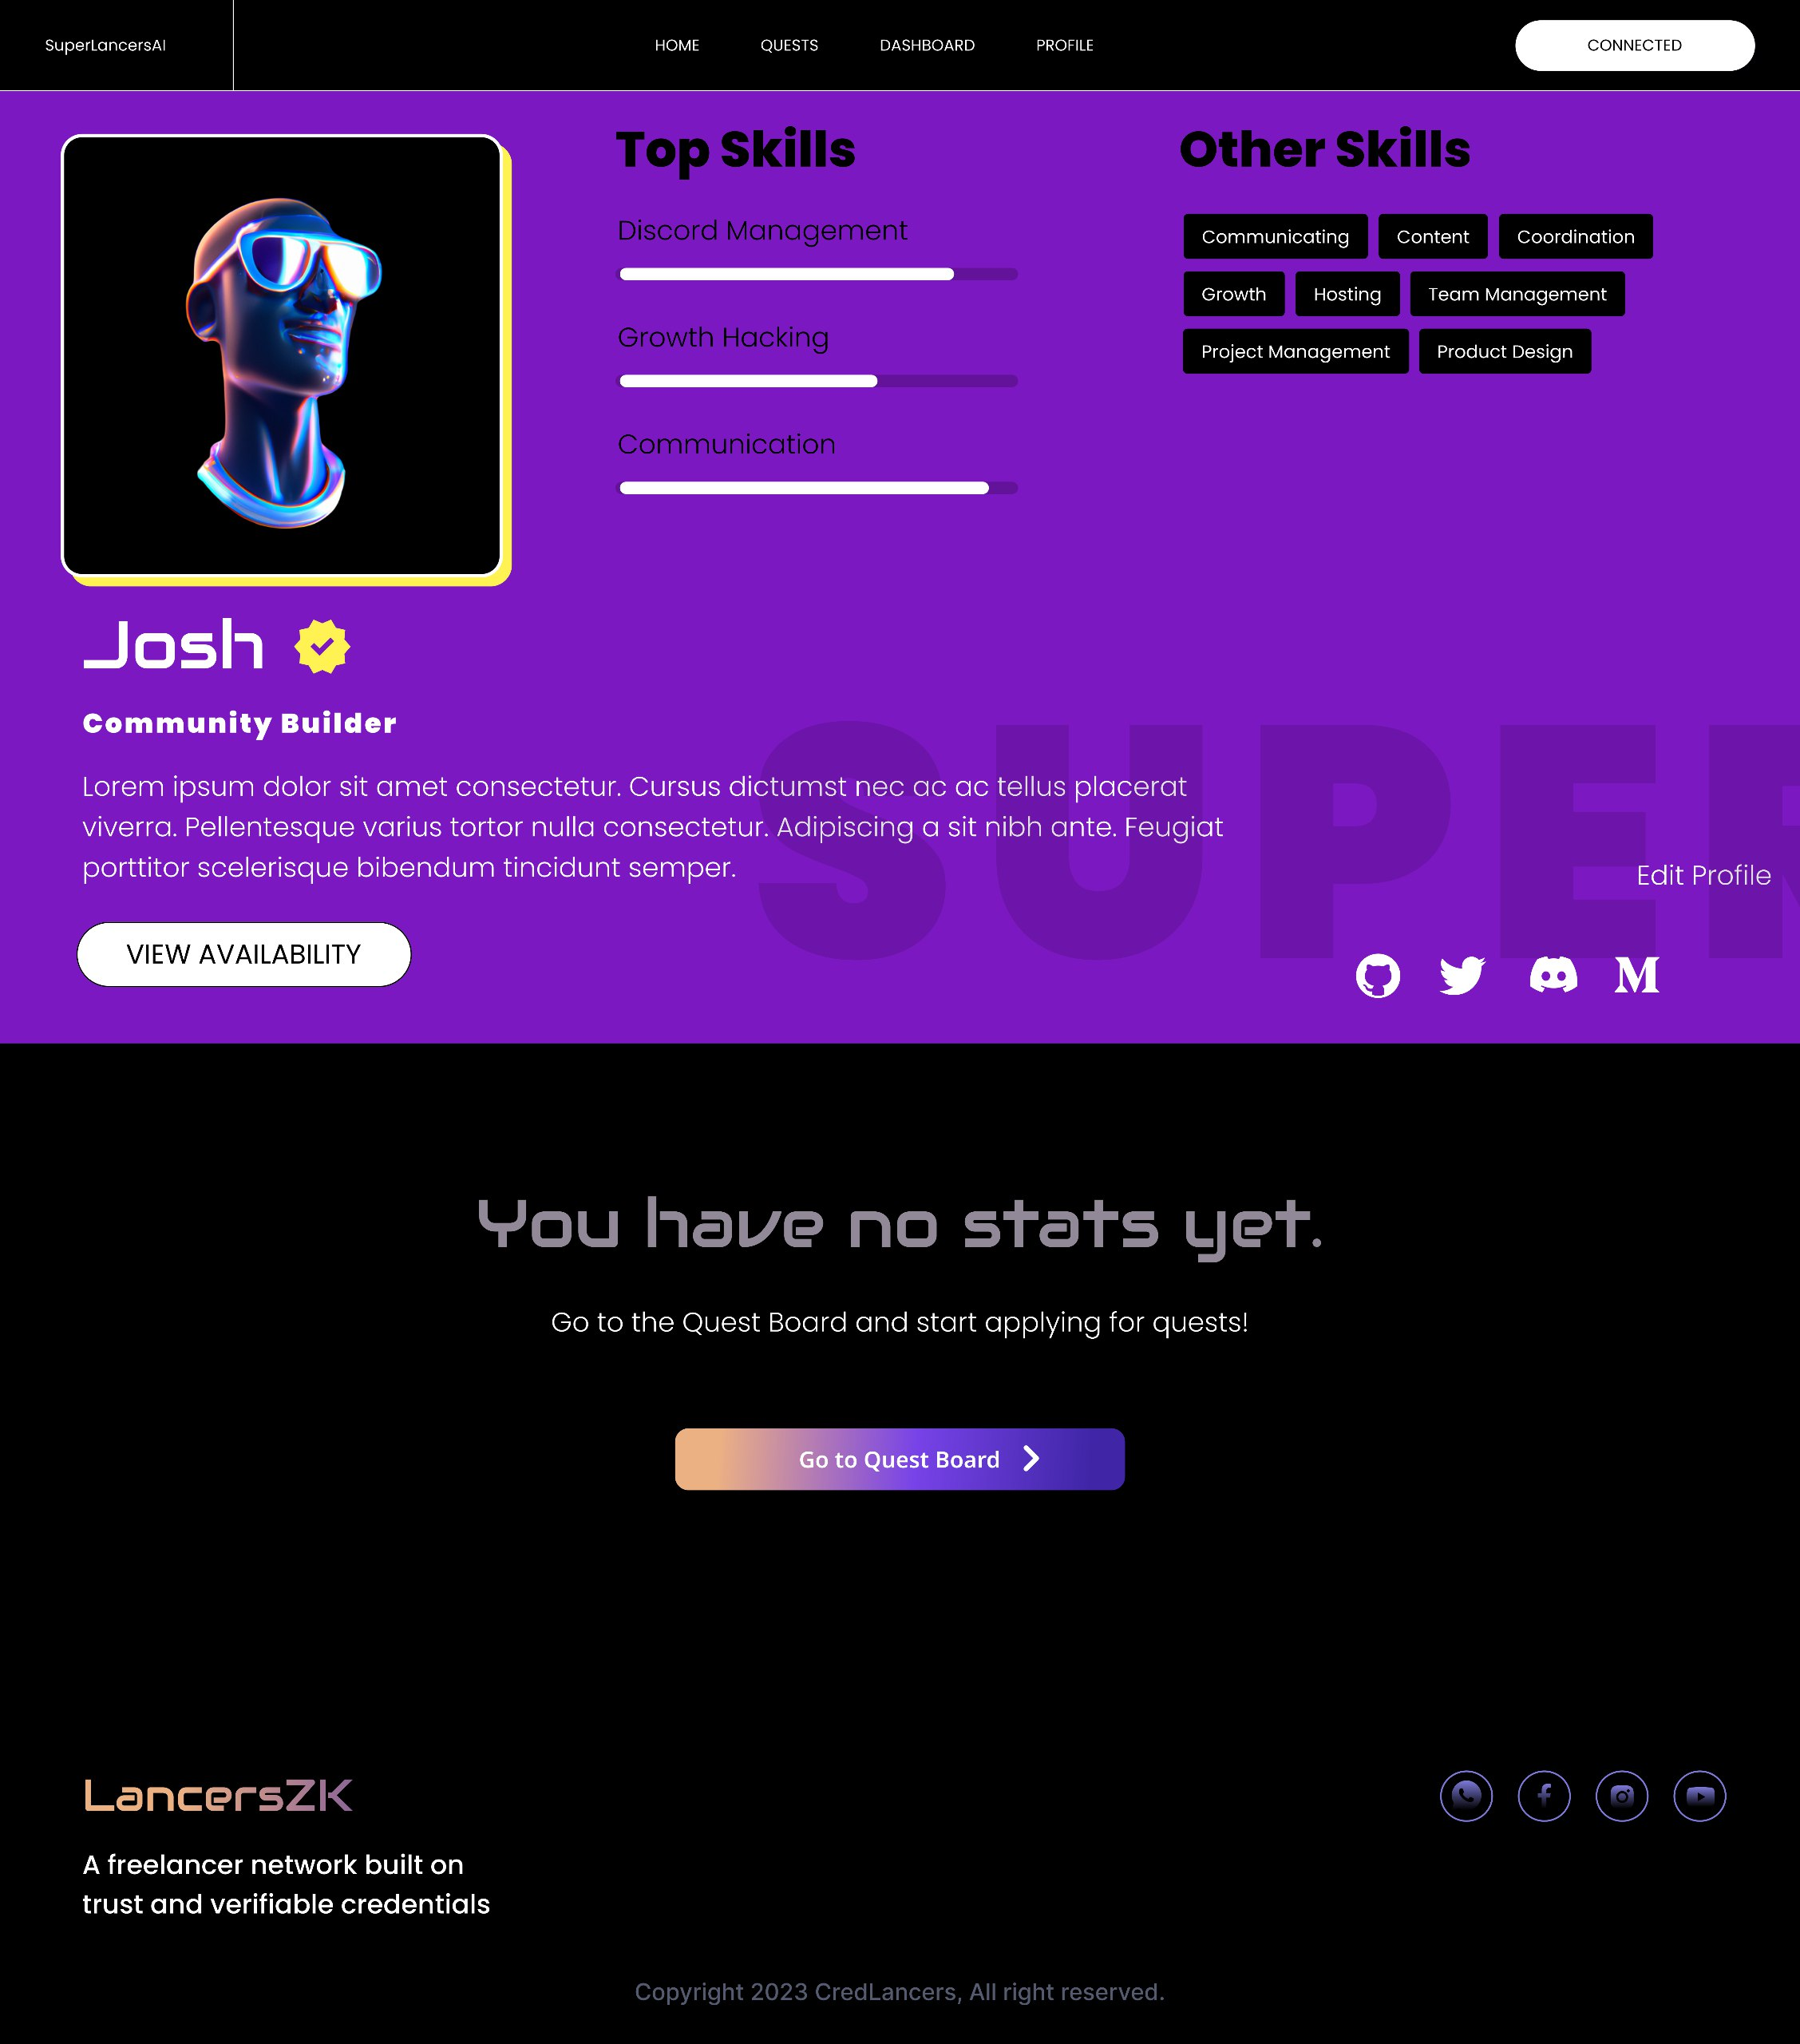 SuperLancersAI
HOME QUESTS DASHBOARD PROFILE
CONNECTED
Top Skills
Discord Management
Growth Hacking
Communication
Other Skills
Communicating Content Coordination
Growth Hosting Team Management
Project Management Product Design
Josh
Community Builder
Lorem ipsum dolor sit amet consectetur. Cursus dictumst nec ac ac tellus placerat
viverra. Pellentesque varius tortor nulla consectetur. Adipiscing a sit nibh ante. Feugiat
porttitor scelerisque bibendum tincidunt semper.
SUPER
Edit Profile
VIEW AVAILABILITY
You have no stats yet.
Go to the Quest Board and start applying for quests!
Go to Quest Board
LancersZK
A freelancer network built on
trust and verifiable credentials
Copyright 2023 CredLancers, All right reserved.